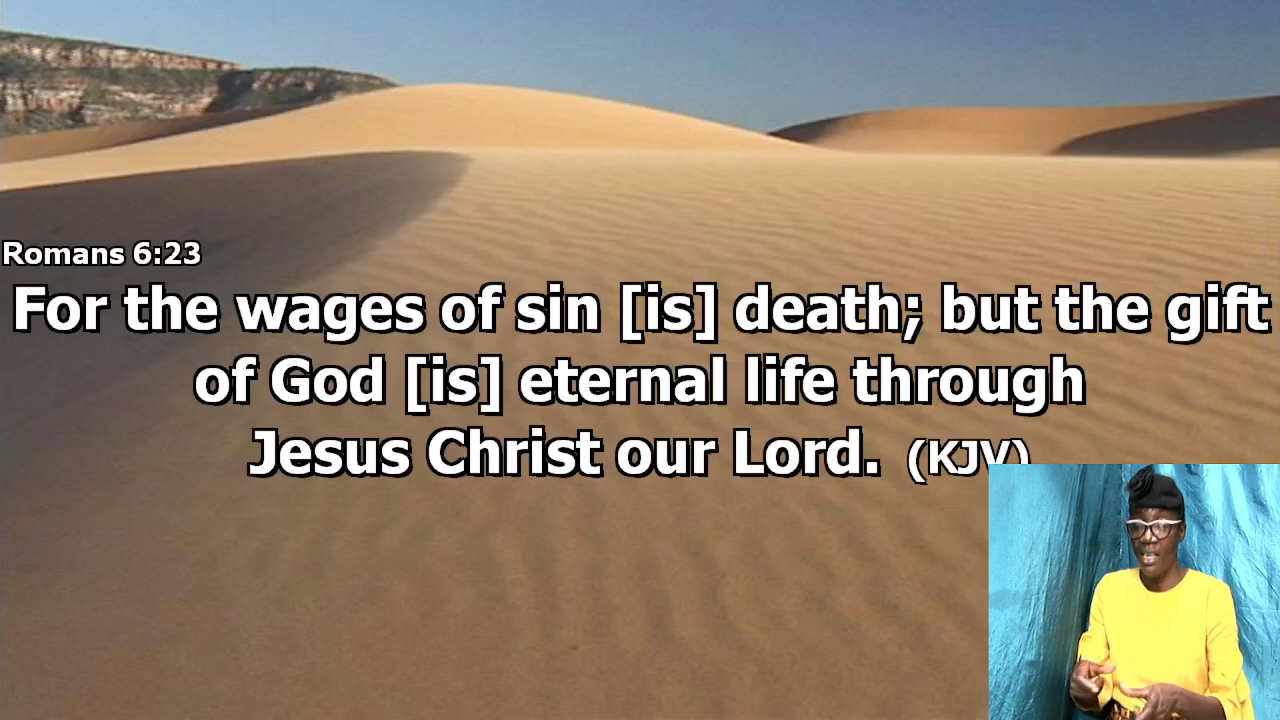 Romans 6:23
For the wages of sin [is] death; but the gift
of God [is] eternal life through
Jesus Christ our Lord. (KJV)